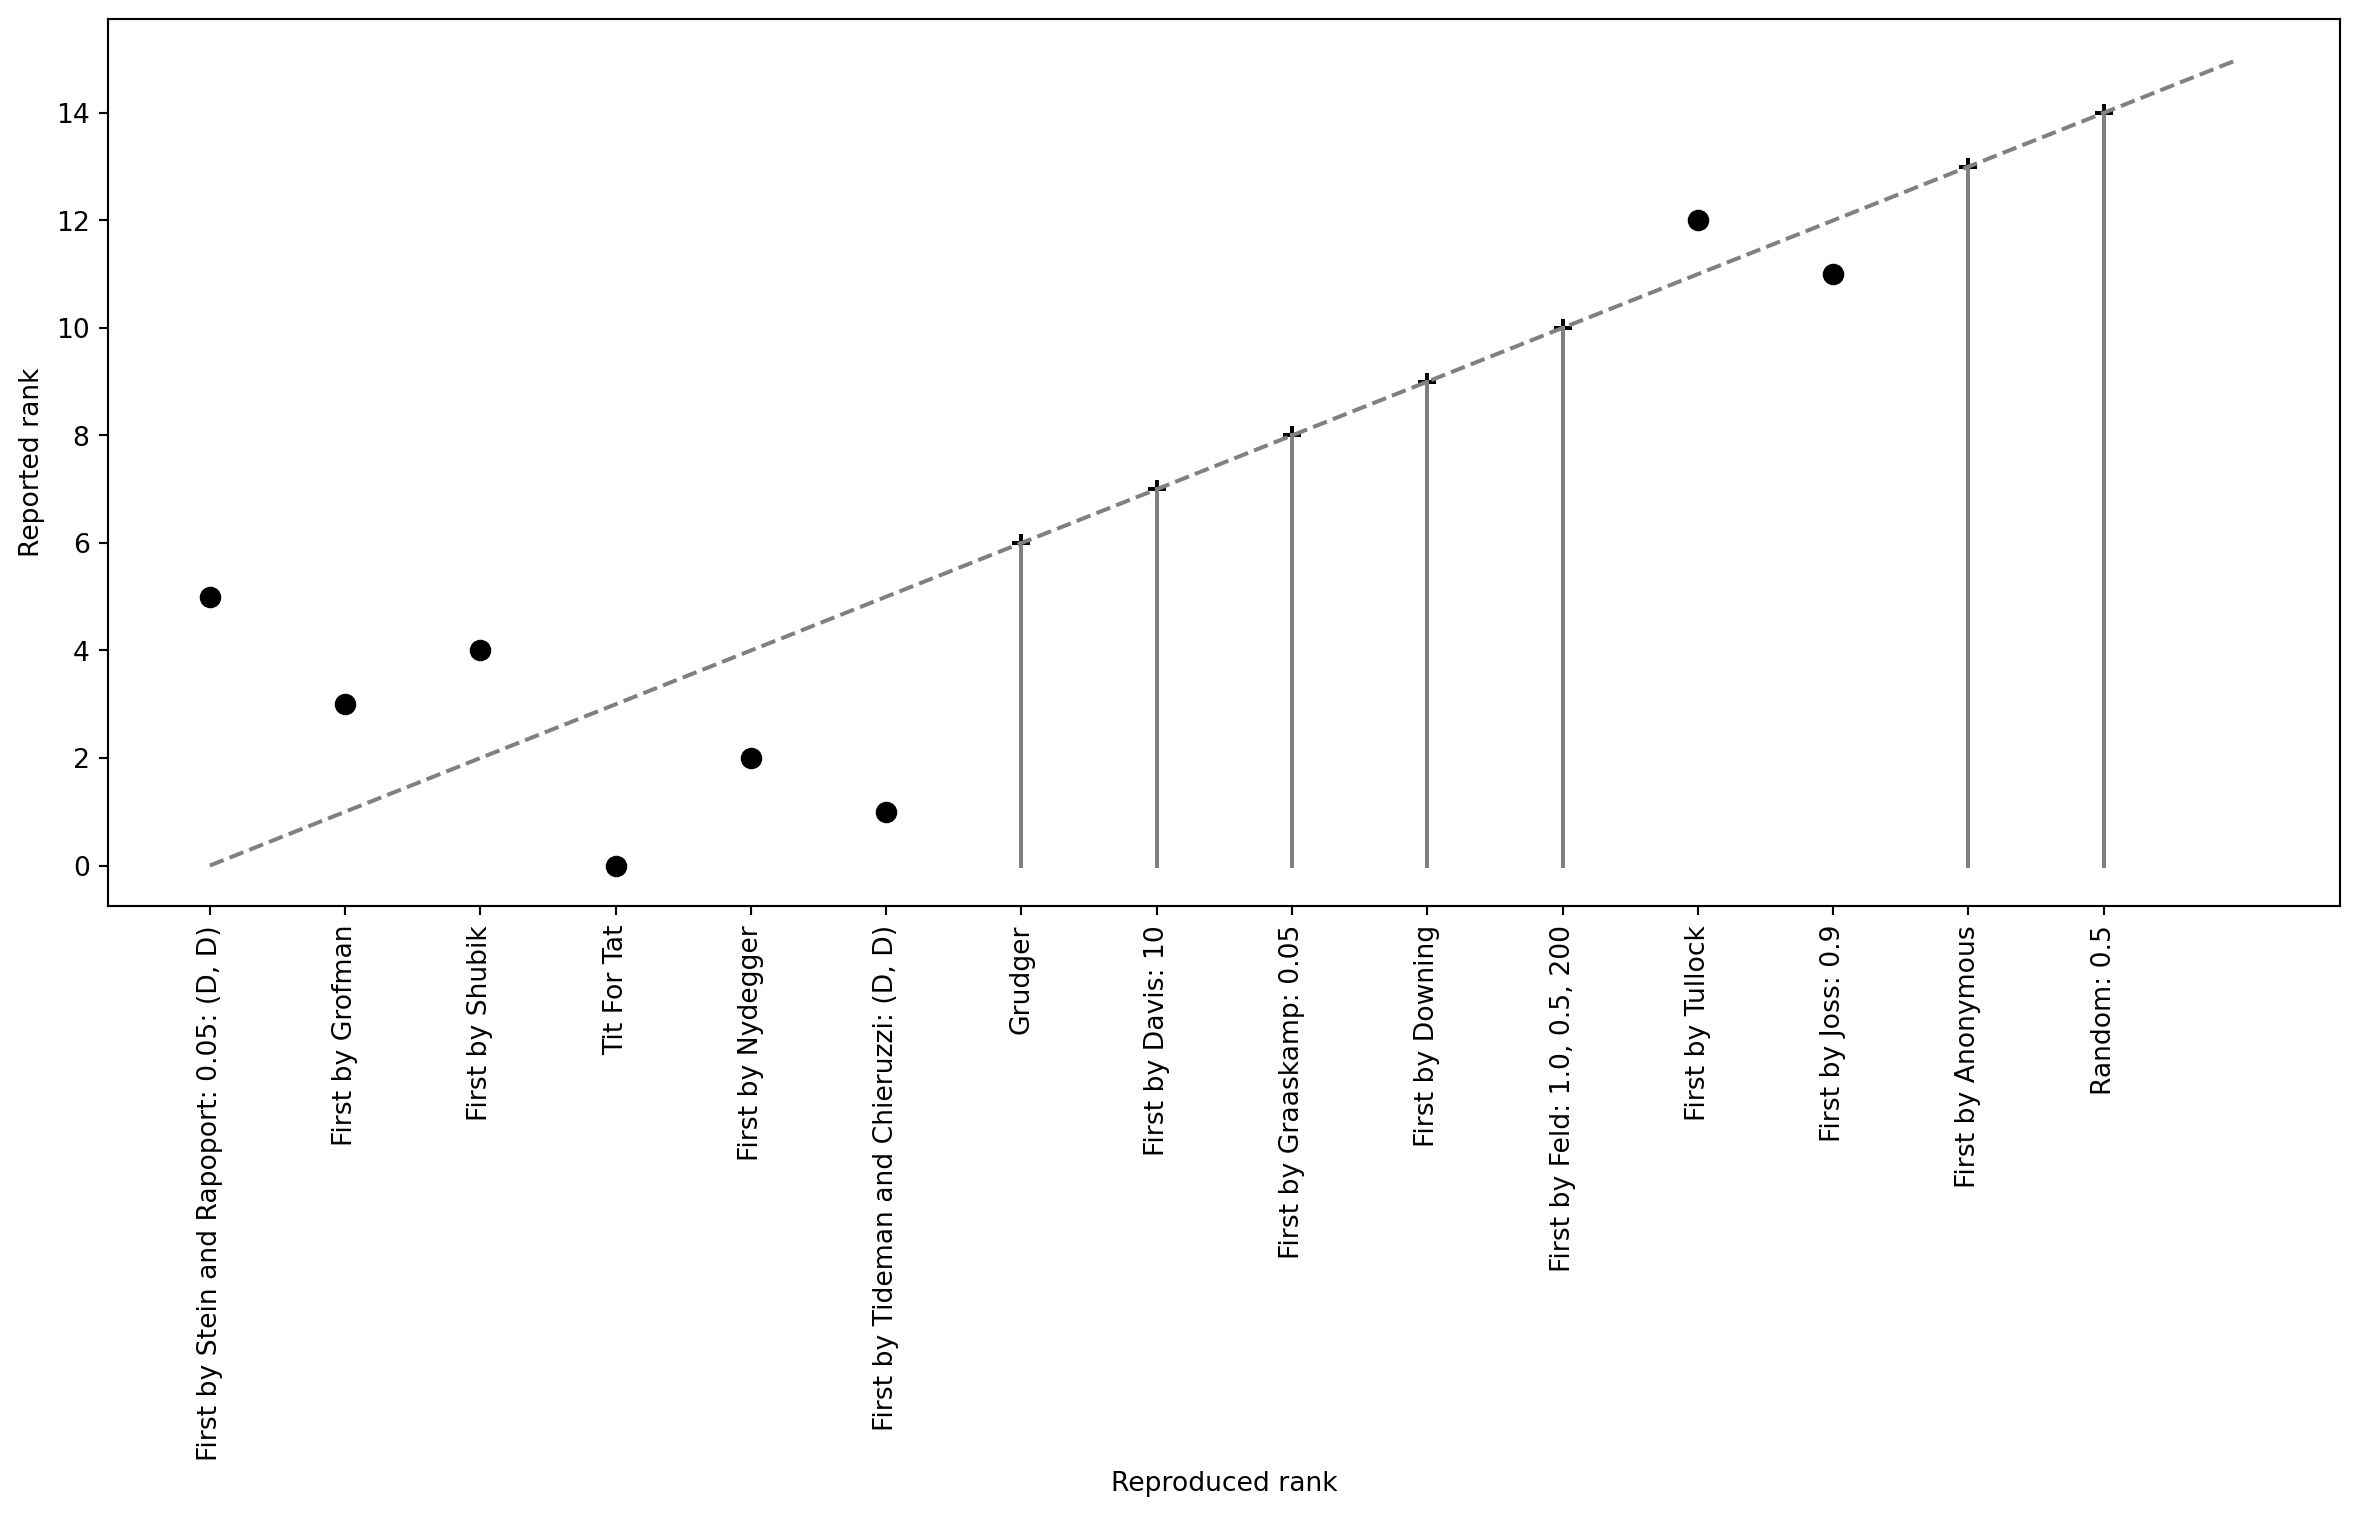 Reported rank
14
12
10
8
6
4
2
0
First by Stein and Rapoport: 0.05: (D, D)
First by Grofman
First by Shubik
Tit For Tat
First by Nydegger
First by Tideman and Chieruzzi: (D, D)
Grudger
First by Davis: 10
First by Graaskamp: 0.05
First by Downing
First by Feld: 1.0, 0.5, 200
First by Tullock
First by Joss: 0.9
First by Anonymous
Random: 0.5
Reproduced rank